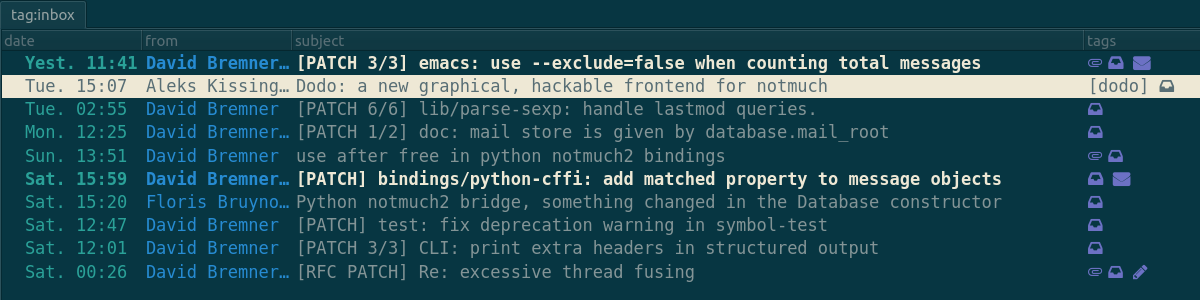 tag:inbox
date from subject tags
Yest. 11:41 David Bremner… [PATCH 3/3] emacs: use --exclude=false when counting total messages
Tue. 15:07 Aleks Kissing… Dodo: a new graphical, hackable frontend for notmuch [dodo]
Tue. 02:55 David Bremner [PATCH 6/6] lib/parse-sexp: handle lastmod queries.
Mon. 12:25 David Bremner [PATCH 1/2] doc: mail store is given by database.mail_root
Sun. 13:51 David Bremner use after free in python notmuch2 bindings
Sat. 15:59 David Bremner… [PATCH] bindings/python-cffi: add matched property to message objects
Sat. 15:20 Floris Bruyno… Python notmuch2 bridge, something changed in the Database constructor
Sat. 12:47 David Bremner [PATCH] test: fix deprecation warning in symbol-test
Sat. 12:01 David Bremner… [PATCH 3/3] CLI: print extra headers in structured output
Sat. 00:26 David Bremner… [RFC PATCH] Re: excessive thread fusing